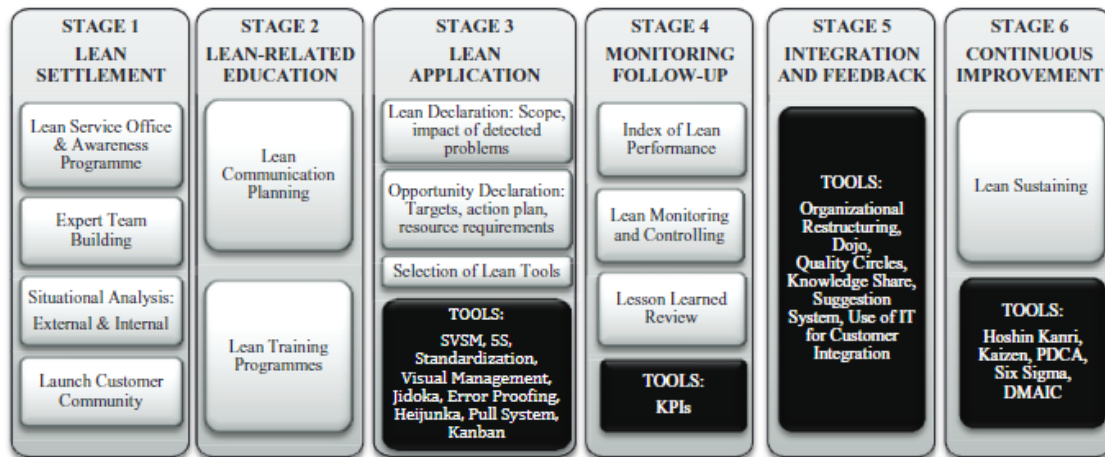 STAGE 1
LEAN
SETTLEMENT
Lean Service Office
& Awareness
Programme
Expert Team
Building
Situational Analysis:
External & Internal
Launch Customer
Community
STAGE 2
LEAN-RELATED
EDUCATION
Lean
Communication
Planning
Lean Training
Programmes
STAGE 3
LEAN
APPLICATION
Lean Declaration: Scope,
impact of detected
problems
Opportunity Declaration:
Targets, action plan,
resource requirements
Selection of Lean Tools
TOOLS:
SVSM, 5S,
Standardization,
Visual Management,
Jidoka, Error Proofing,
Heijunka, Pull System,
Kanban
STAGE 4
MONITORING
FOLLOW-UP
Index of Lean
Performance
Lean Monitoring
and Controlling
Lesson Learned
Review
TOOLS:
KPIs
STAGE 5
INTEGRATION
AND FEEDBACK
TOOLS:
Organizational
Restructuring,
Dojo,
Quality Circles,
Knowledge Share,
Suggestion
System, Use of IT
for Customer
Integration
STAGE 6
CONTINUOUS
IMPROVEMENT
Lean Sustaining
TOOLS:
Hoshin Kanri,
Kaizen, PDCA,
Six Sigma,
DMAIC